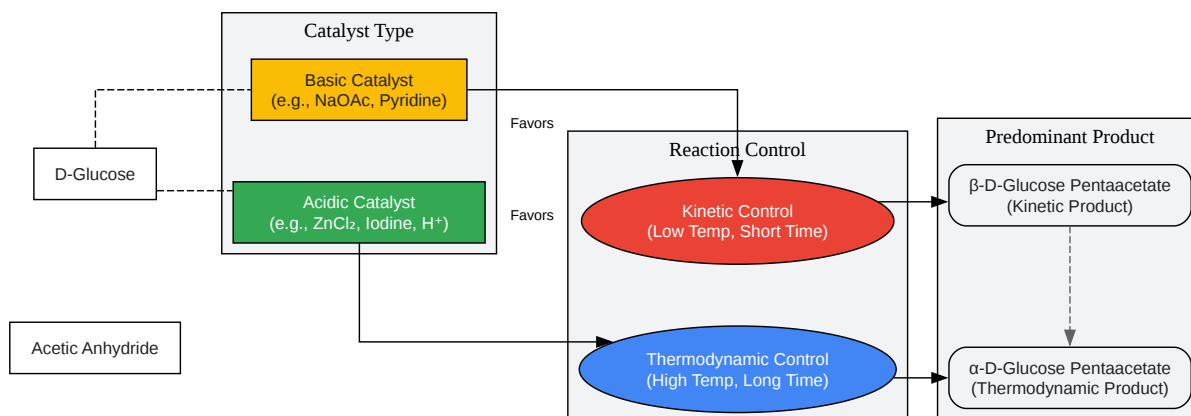 Catalyst Type
Basic Catalyst
(e.g., NaOAc, Pyridine)
Favors
D-Glucose
Acidic Catalyst
(e.g., ZnCl₂, Iodine, H⁺)
Favors
Acetic Anhydride
Reaction Control
Kinetic Control
(Low Temp, Short Time)
Thermodynamic Control
(High Temp, Long Time)
Predominant Product
β-D-Glucose Pentaacetate
(Kinetic Product)
α-D-Glucose Pentaacetate
(Thermodynamic Product)